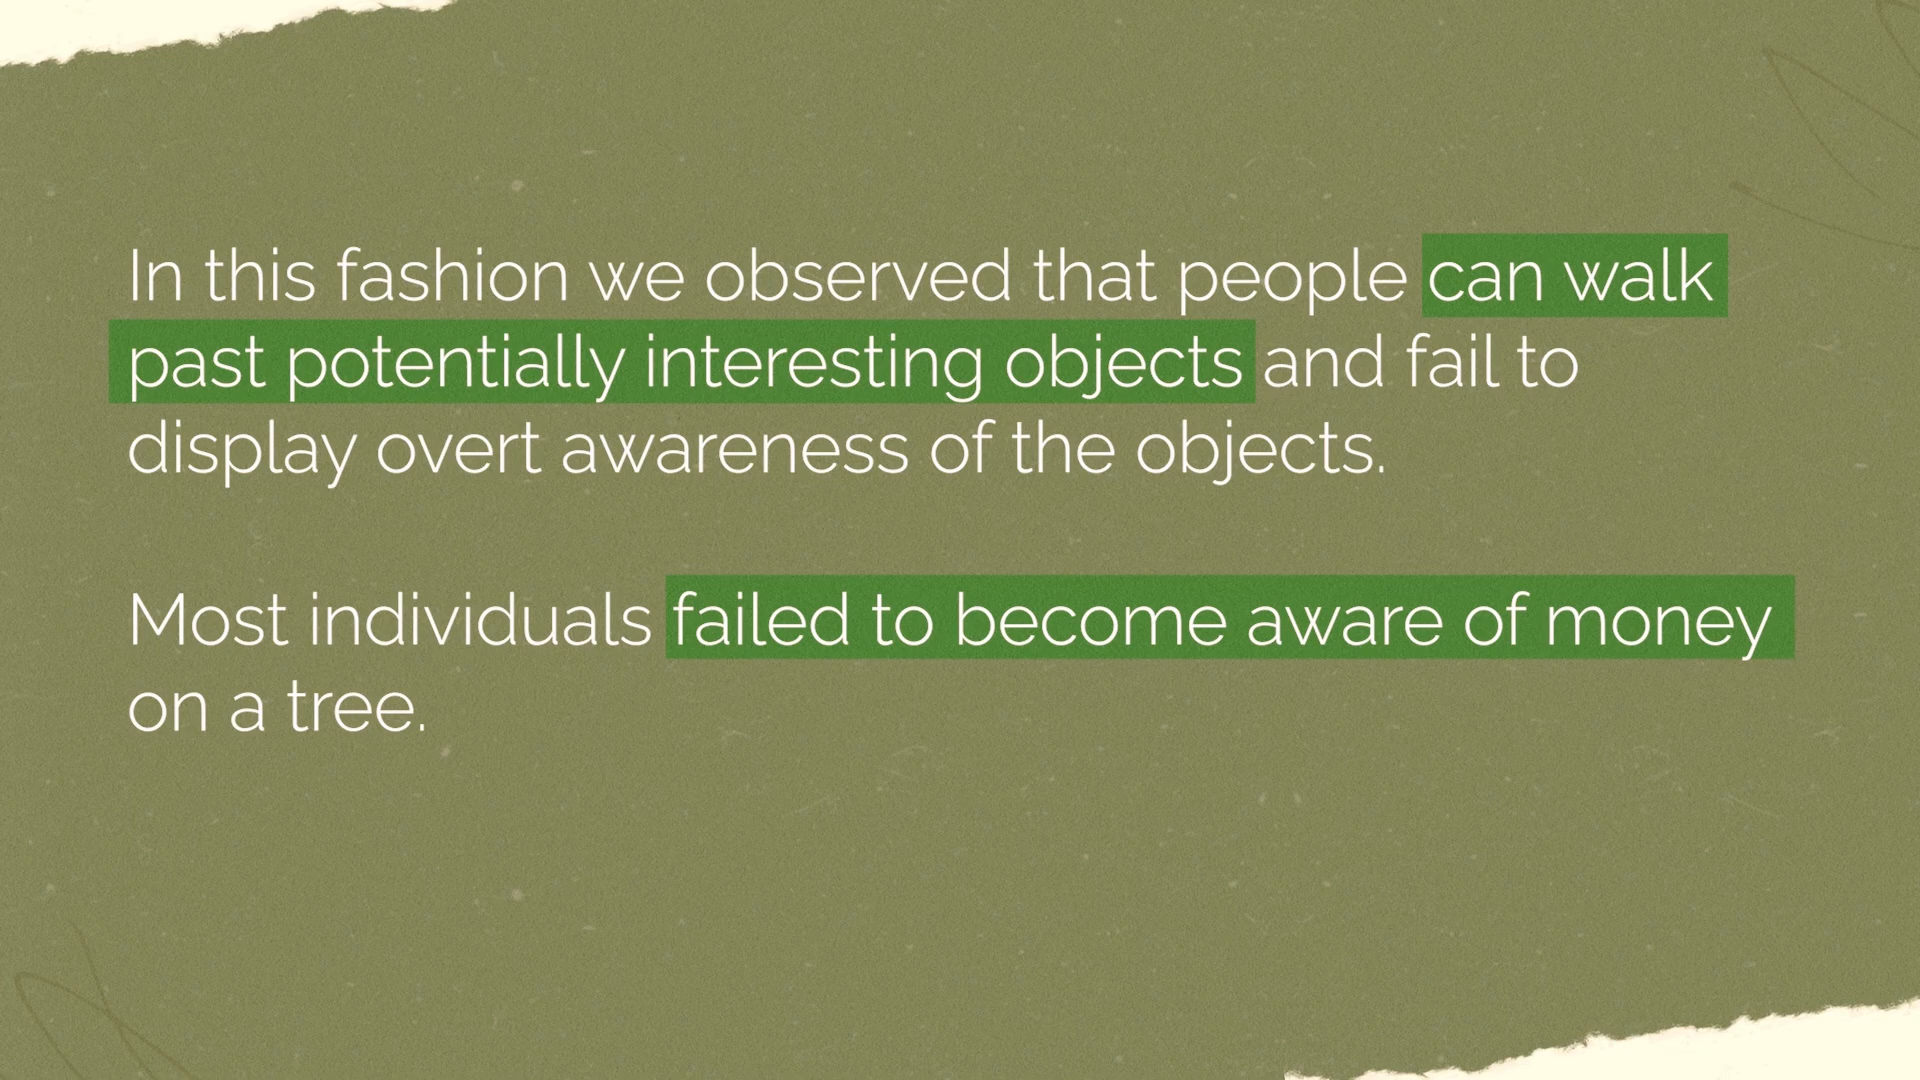 In this fashion we observed that people can walk
past potentially interesting objects and fail to
display overt awareness of the objects.
Most individuals failed to become aware of money
on a tree.